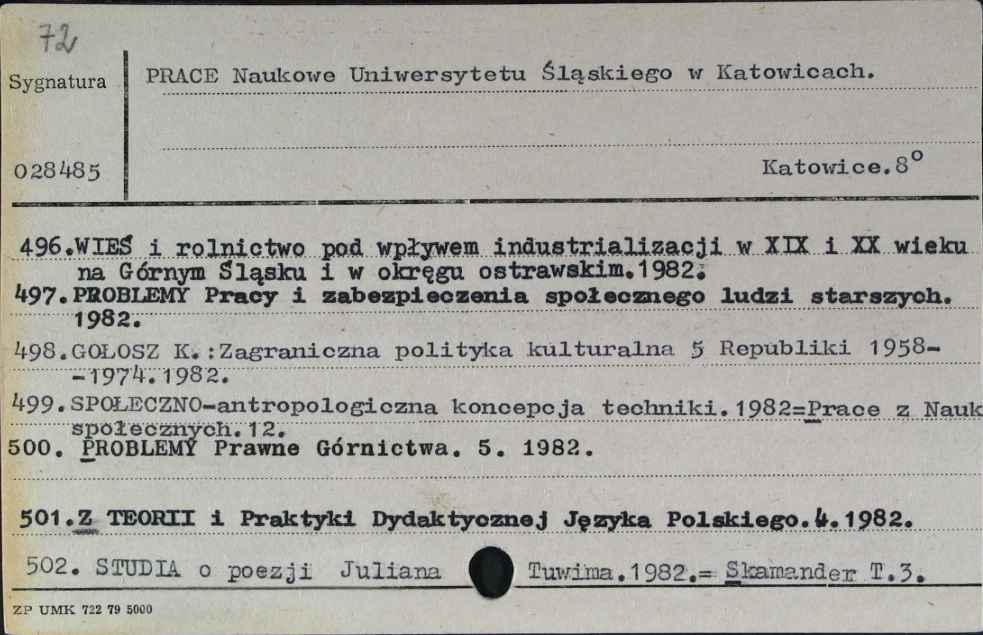 72
Sygnatura
PRACE Naukowe Uniwersytetu Śląskiego w Katowicach.
028485
Katowice.8°
496.WIEŚ i rolnictwo pod wpływem industrializacji w XIX i XX wieku
na Górnym Śląsku i w okręgu ostrawskim.1982.
497.PROBLEMY Pracy i zabezpieczenia społecznego ludzi starszych.
1982.
498.GOŁOSZ K.:Zagraniczna polityka kulturalna 5 Republiki 1958-
-1974.1982.
499.SPOŁECZNO-antropologiczna koncepcja techniki.1982=Prace z Nauk
społecznych.12.
500. PROBLEMY Prawne Górnictwa. 5. 1982.
501.Z TEORII i Praktyki Dydaktycznej Języka Polskiego.4.1982.
502. STUDIA o poezji Juliana Tuwima.1982.= Skamander T.3.
ZP UMK 722 79 5000